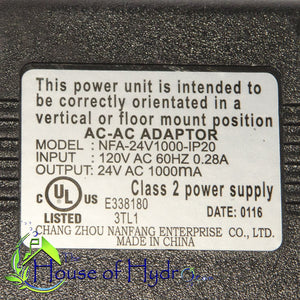 This power unit is intended to
be correctly orientated in a
vertical or floor mount position
AC-AC ADAPTOR
MODEL : NFA-24V1000-IP20
INPUT : 120V AC 60HZ 0.28A
OUTPUT: 24V AC 1000mA
Class 2 power supply
C UL US
LISTED
E338180
3TL1
DATE: 0116
CHANG ZHOU NANFANG ENTERPRISE CO.,
MADE IN CHINA
House of Hydro